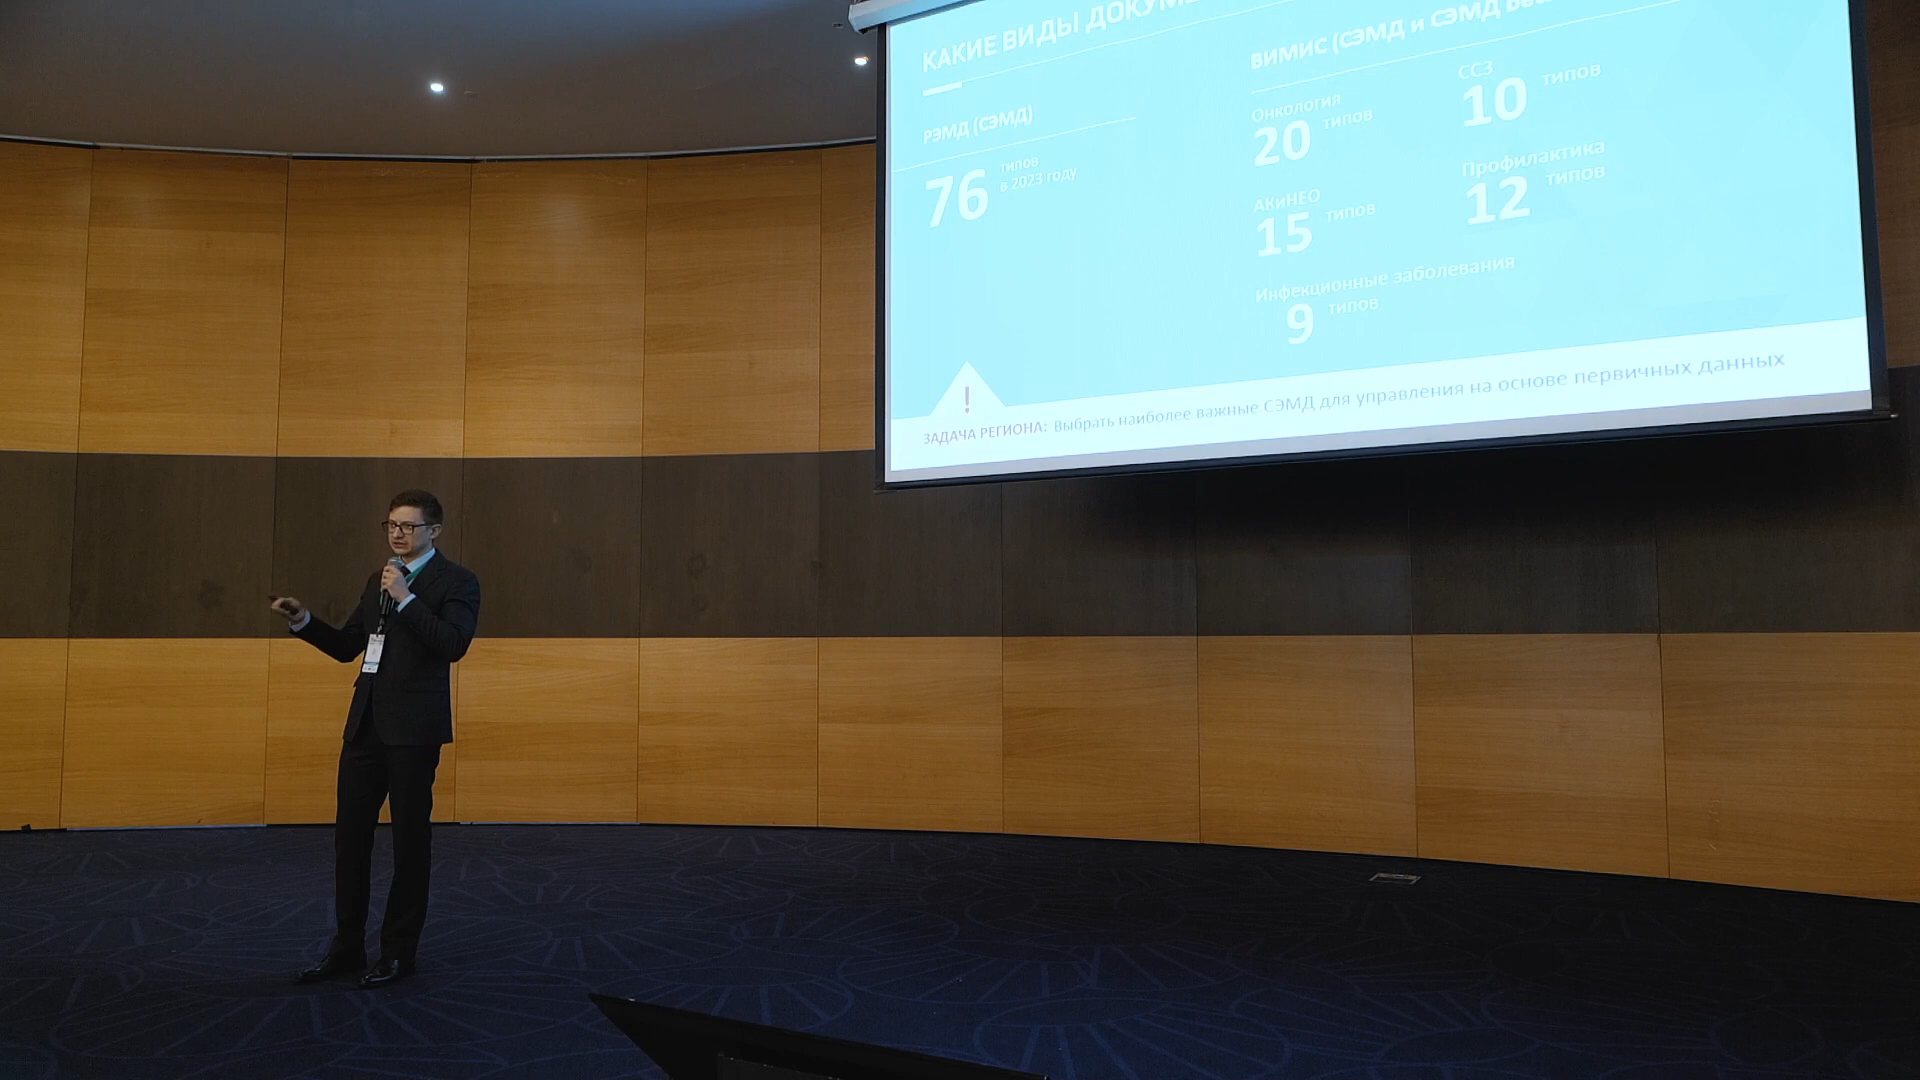 КАКИЕ ВИДЫ
РЭМД (СЭМД)
76 типов
в 2023 году
ВИМИС (СЭМД и СЭМД
Онкология
20 типов
ССЗ
10 типов
АКиНЕО
15 типов
Профилактика
12 типов
Инфекционные заболевания
9 типов
!
ЗАДАЧА РЕГИОНА: Выбрать наиболее важные СЭМД для управления на основе первичных данных